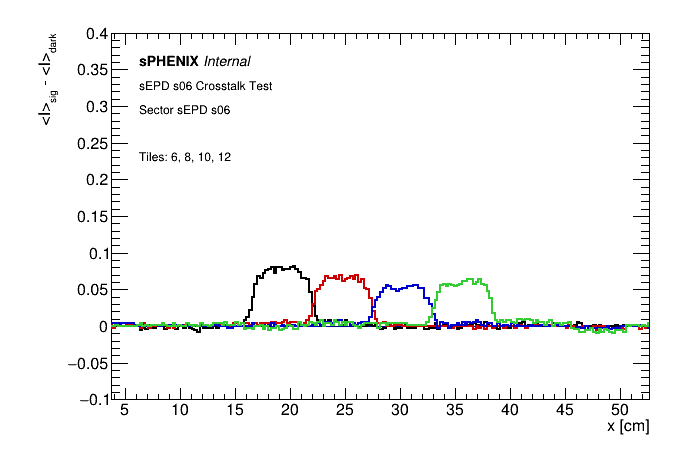 0.4
0.35
0.3
0.25
0.2
0.15
0.1
0.05
0
−0.05
−0.1
<I>sig - <I>dark
sPHENIX Internal
sEPD s06 Crosstalk Test
Sector sEPD s06
Tiles: 6, 8, 10, 12
5 10 15 20 25 30 35 40 45 50
x [cm]